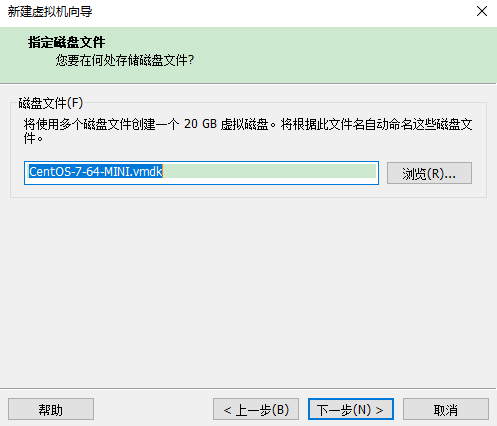 新建虚拟机向导
指定磁盘文件
您要在何处存储磁盘文件?
磁盘文件(F)
将使用多个磁盘文件创建一个 20 GB 虚拟磁盘。将根据此文件名自动命名这些磁盘文
件。
CentOS-7-64-MINI.vmdk
浏览(R)...
帮助
< 上一步(B)
下一步(N) >
取消